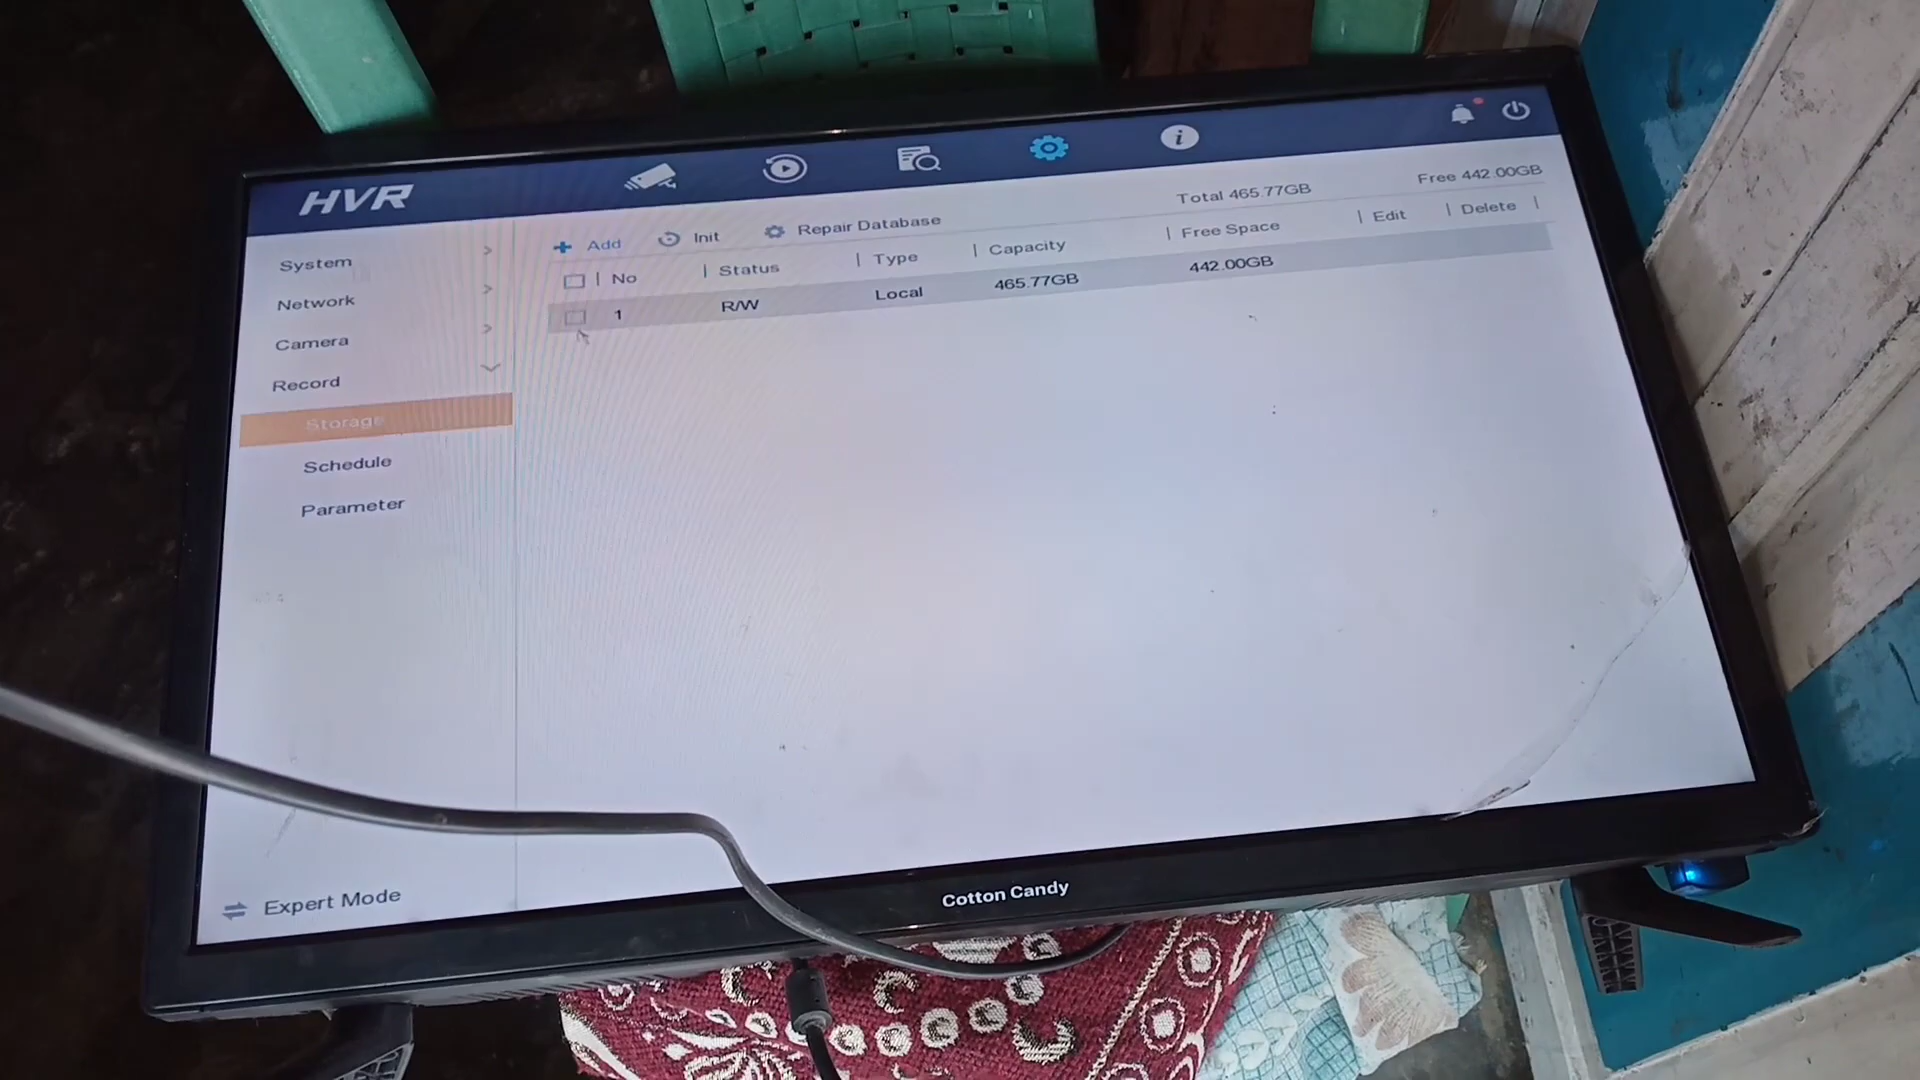 HVR
Total 465.77GB
Free 442.00GB
System
Network
Camera
Record
Storage
Schedule
Parameter
Add
Init
Repair Database
No
Status
Type
Capacity
Free Space
Edit
Delete
1
R/W
Local
465.77GB
442.00GB
Expert Mode
Cotton Candy